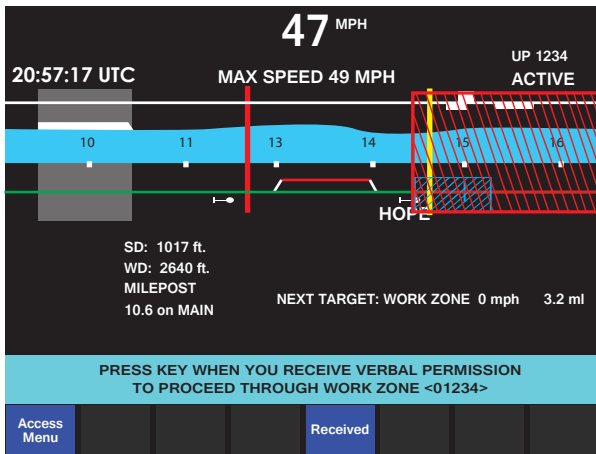 47 MPH
UP 1234
20:57:17 UTC
MAX SPEED 49 MPH
ACTIVE
10 11 13 14 15 16
HOPE
SD: 1017 ft.
WD: 2640 ft.
MILEPOST
10.6 on MAIN
NEXT TARGET: WORK ZONE 0 mph 3.2 ml
PRESS KEY WHEN YOU RECEIVE VERBAL PERMISSION
TO PROCEED THROUGH WORK ZONE <01234>
Access
Menu
Received